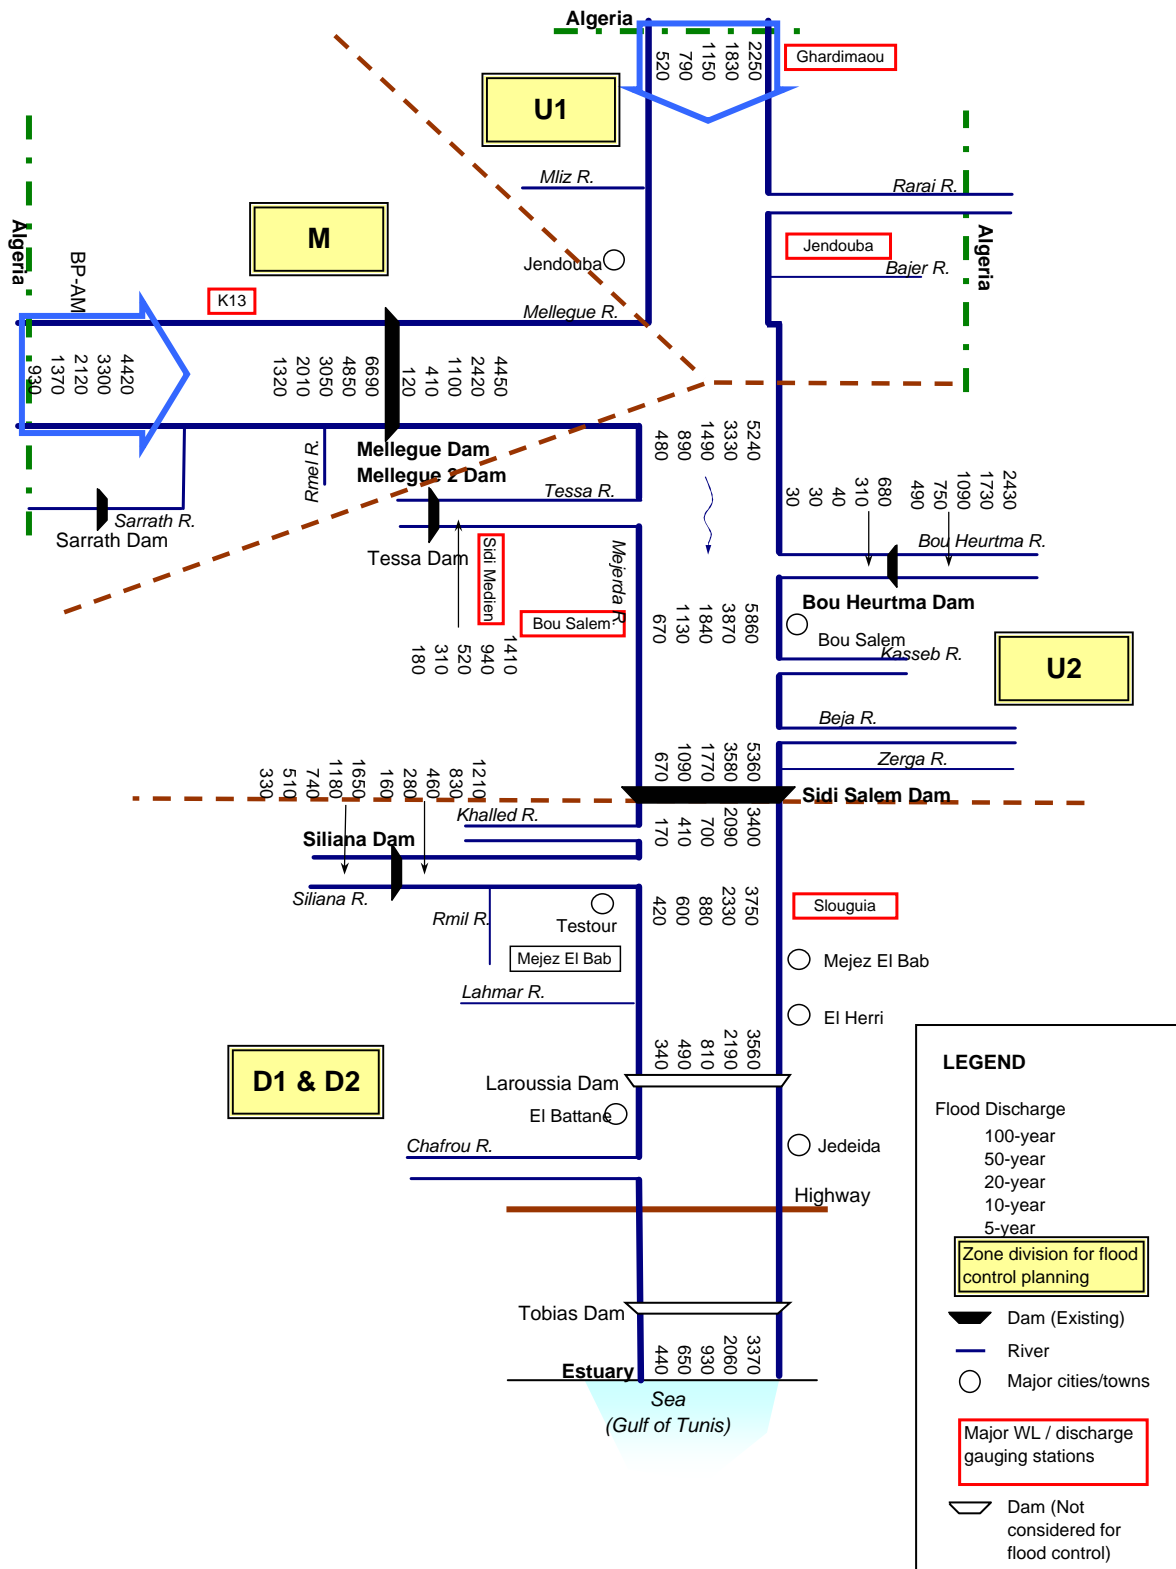 Algeria
2250
1830
1150
790
520
Ghardimaou
U1
Mliz R.
Rarai R.
Algeria
M
Jendouba
Jendouba
Bajer R.
Algeria
BP-AM
K13
Mellegue R.
4420
3300
2120
1370
930
6690
4850
3050
2010
1320
4450
2420
1100
410
120
Mellegue Dam
Mellegue 2 Dam
Rmel R.
Sarrath R.
Sarrath Dam
Tessa R.
Tessa Dam
Sidi Medien
1410
940
520
310
180
5240
3330
1490
890
480
Mejerda R.
Bou Salem
680
310
40
30
30
2430
1730
1090
750
490
Bou Heurtma R.
Bou Heurtma Dam
5860
3870
1840
1130
670
Bou Salem
Kasseb R.
U2
Beja R.
Zerga R.
5360
3580
1770
1090
670
Sidi Salem Dam
1650
1180
740
510
330
1210
830
460
280
160
3400
2090
700
410
170
Khalled R.
Siliana Dam
Siliana R.
Rmil R.
Testour
3750
2330
880
600
420
Slouguia
Mejez El Bab
Mejez El Bab
Lahmar R.
El Herri
3560
2190
810
490
340
D1 & D2
Laroussia Dam
El Battane
Chafrou R.
Jedeida
Highway
Tobias Dam
3370
2060
930
650
440
Estuary
Sea
(Gulf of Tunis)
LEGEND
Flood Discharge
100-year
50-year
20-year
10-year
5-year
Zone division for flood
control planning
Dam (Existing)
River
Major cities/towns
Major WL / discharge
gauging stations
Dam (Not
considered for
flood control)